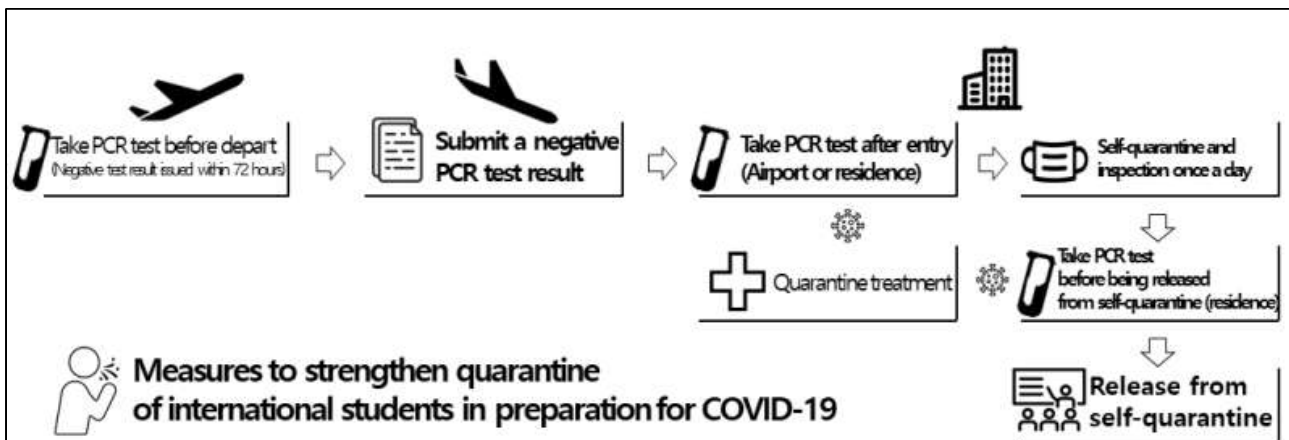 Take PCR test before depart
(Negative test result issued within 72 hours)
Submit a negative
PCR test result
Take PCR test after entry
(Airport or residence)
Self-quarantine and
inspection once a day
Quarantine treatment
Take PCR test
before being released
from self-quarantine (residence)
Measures to strengthen quarantine
of international students in preparation for COVID-19
Release from
self-quarantine